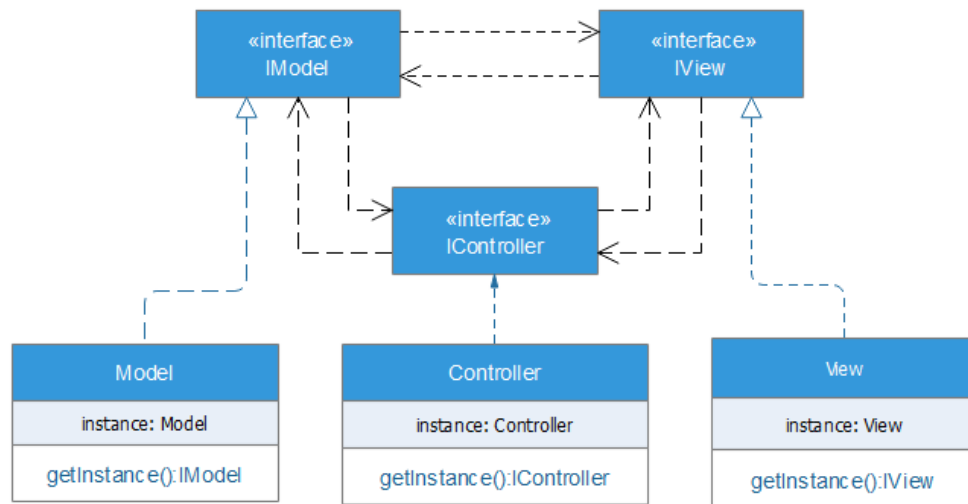 «interface»
IModel
«interface»
IView
«interface»
IController
Model
instance: Model
getInstance():IModel
Controller
instance: Controller
getInstance():IController
View
instance: View
getInstance():IView